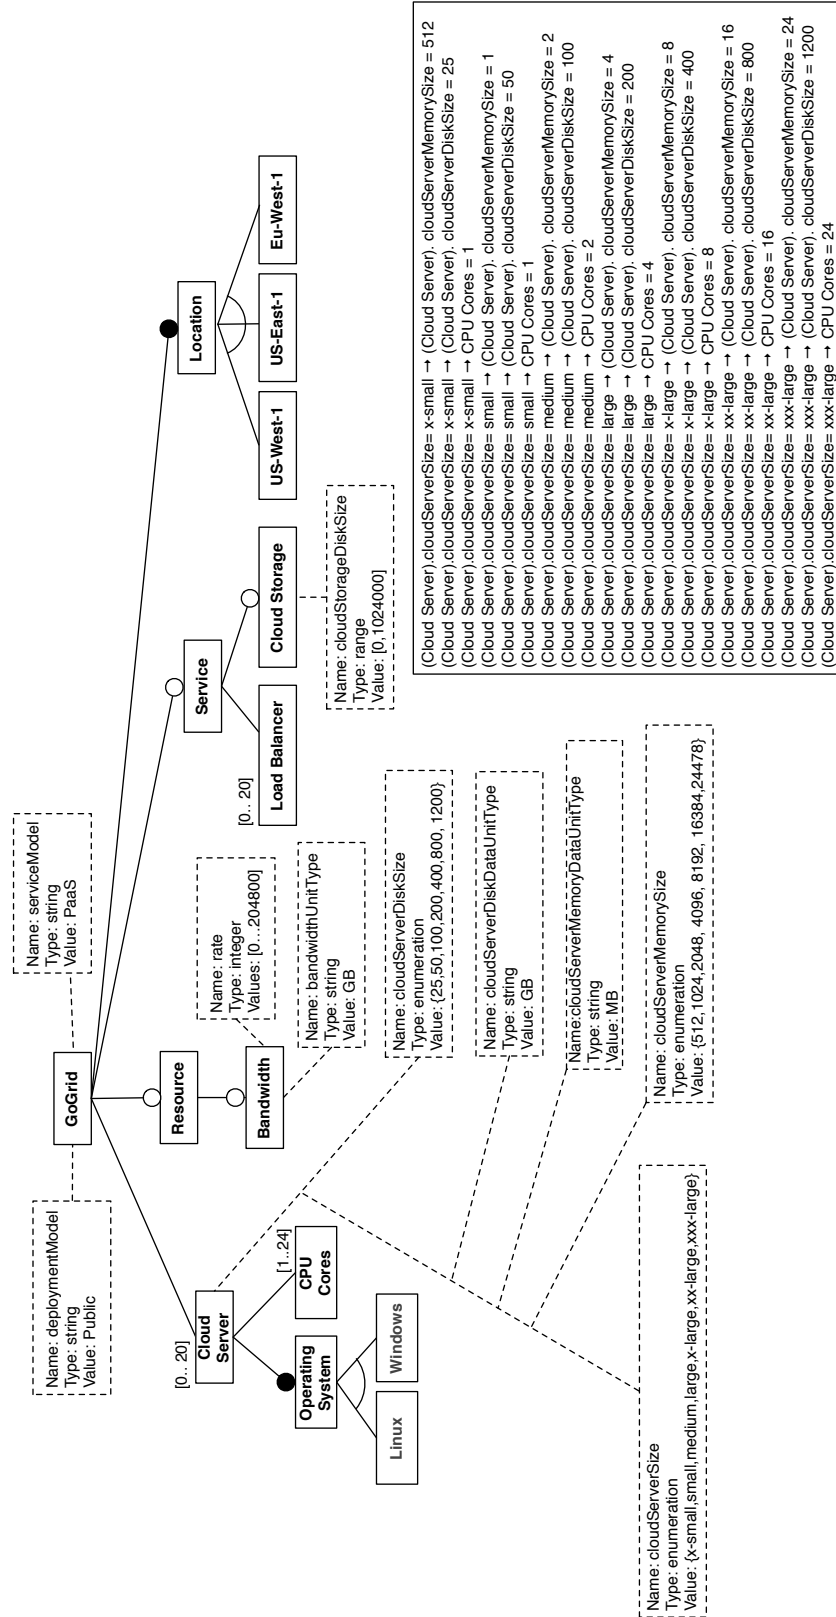 Name: deploymentModel
Type: string
Value: Public
GoGrid
Name: serviceModel
Type: string
Value: PaaS
[0.. 20]
Cloud
Server
Resource
Service
Location
Operating
System
[1..24]
CPU
Cores
Linux
Windows
Bandwidth
Name: rate
Type: integer
Values: [0...204800]
Name: bandwidthUnitType
Type: string
Value: GB
[0.. 20]
Load Balancer
Cloud Storage
Name: cloudStorageDiskSize
Type: range
Value: [0,1024000]
US-West-1
US-East-1
Eu-West-1
Name: cloudServerDiskSize
Type: enumeration
Value: {25,50,100,200,400,800, 1200}
Name: cloudServerDiskDataUnitType
Type: string
Value: GB
Name:cloudServerMemoryDataUnitType
Type: string
Value: MB
Name: cloudServerMemorySize
Type: enumeration
Value: {512,1024,2048, 4096, 8192, 16384,24478}
Name: cloudServerSize
Type: enumeration
Value: {x-small,small,medium,large,x-large,xx-large,xxx-large}
(Cloud Server).cloudServerSize= x-small → (Cloud Server). cloudServerMemorySize = 512
(Cloud Server).cloudServerSize= x-small → (Cloud Server). cloudServerDiskSize = 25
(Cloud Server).cloudServerSize= x-small → CPU Cores = 1
(Cloud Server).cloudServerSize= small → (Cloud Server). cloudServerMemorySize = 1
(Cloud Server).cloudServerSize= small → (Cloud Server). cloudServerDiskSize = 50
(Cloud Server).cloudServerSize= small → CPU Cores = 1
(Cloud Server).cloudServerSize= medium → (Cloud Server). cloudServerMemorySize = 2
(Cloud Server).cloudServerSize= medium → (Cloud Server). cloudServerDiskSize = 100
(Cloud Server).cloudServerSize= medium → CPU Cores = 2
(Cloud Server).cloudServerSize= large → (Cloud Server). cloudServerMemorySize = 4
(Cloud Server).cloudServerSize= large → (Cloud Server). cloudServerDiskSize = 200
(Cloud Server).cloudServerSize= large → CPU Cores = 4
(Cloud Server).cloudServerSize= x-large → (Cloud Server). cloudServerMemorySize = 8
(Cloud Server).cloudServerSize= x-large → (Cloud Server). cloudServerDiskSize = 400
(Cloud Server).cloudServerSize= x-large → CPU Cores = 8
(Cloud Server).cloudServerSize= xx-large → (Cloud Server). cloudServerMemorySize = 16
(Cloud Server).cloudServerSize= xx-large → (Cloud Server). cloudServerDiskSize = 800
(Cloud Server).cloudServerSize= xx-large → CPU Cores = 16
(Cloud Server).cloudServerSize= xxx-large → (Cloud Server). cloudServerMemorySize = 24
(Cloud Server).cloudServerSize= xxx-large → (Cloud Server). cloudServerDiskSize = 1200
(Cloud Server).cloudServerSize= xxx-large → CPU Cores = 24